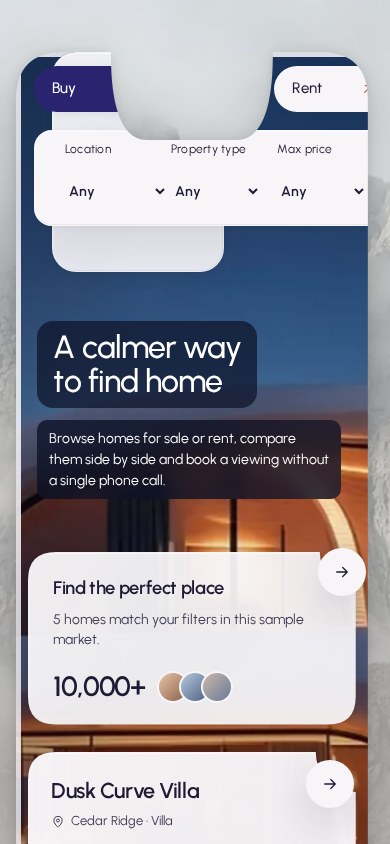 Buy
Rent
Location
Property type
Max price
Any
Any
Any
A calmer way
to find home
Browse homes for sale or rent, compare
them side by side and book a viewing without
a single phone call.
Find the perfect place
5 homes match your filters in this sample
market.
10,000+
Dusk Curve Villa
Cedar Ridge · Villa